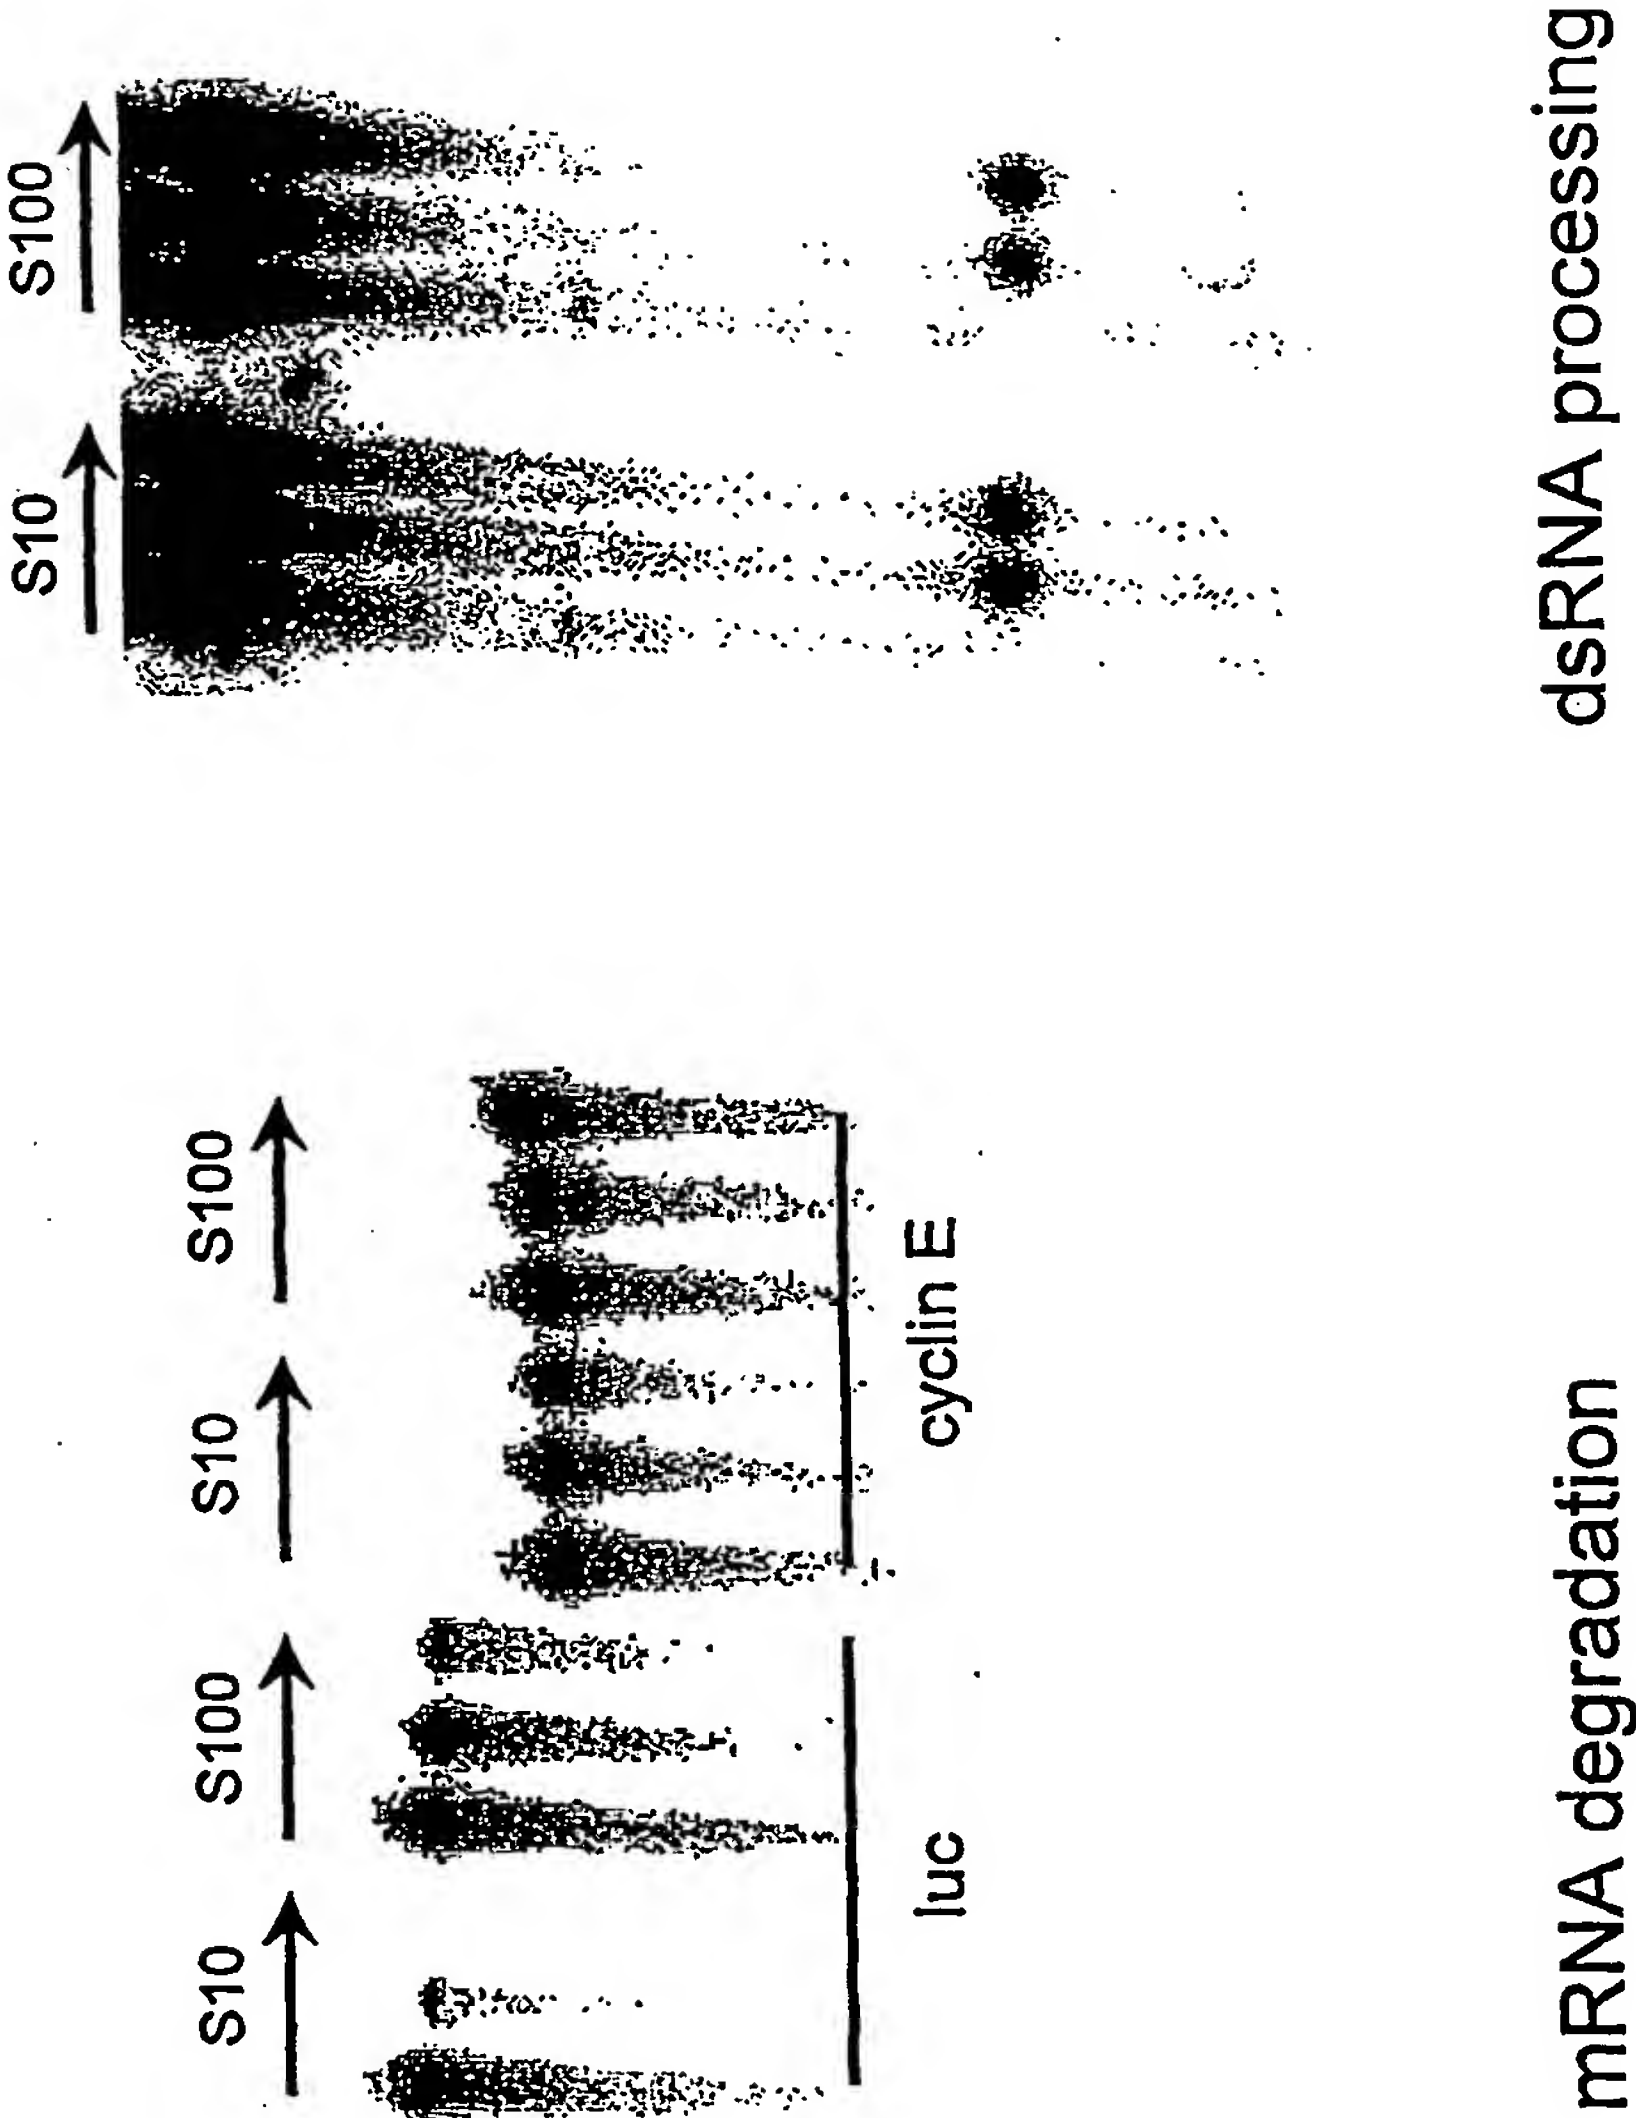 S10
S100
S10
S100
luc
cyclin E
mRNA degradation
S10
S100
dsRNA processing